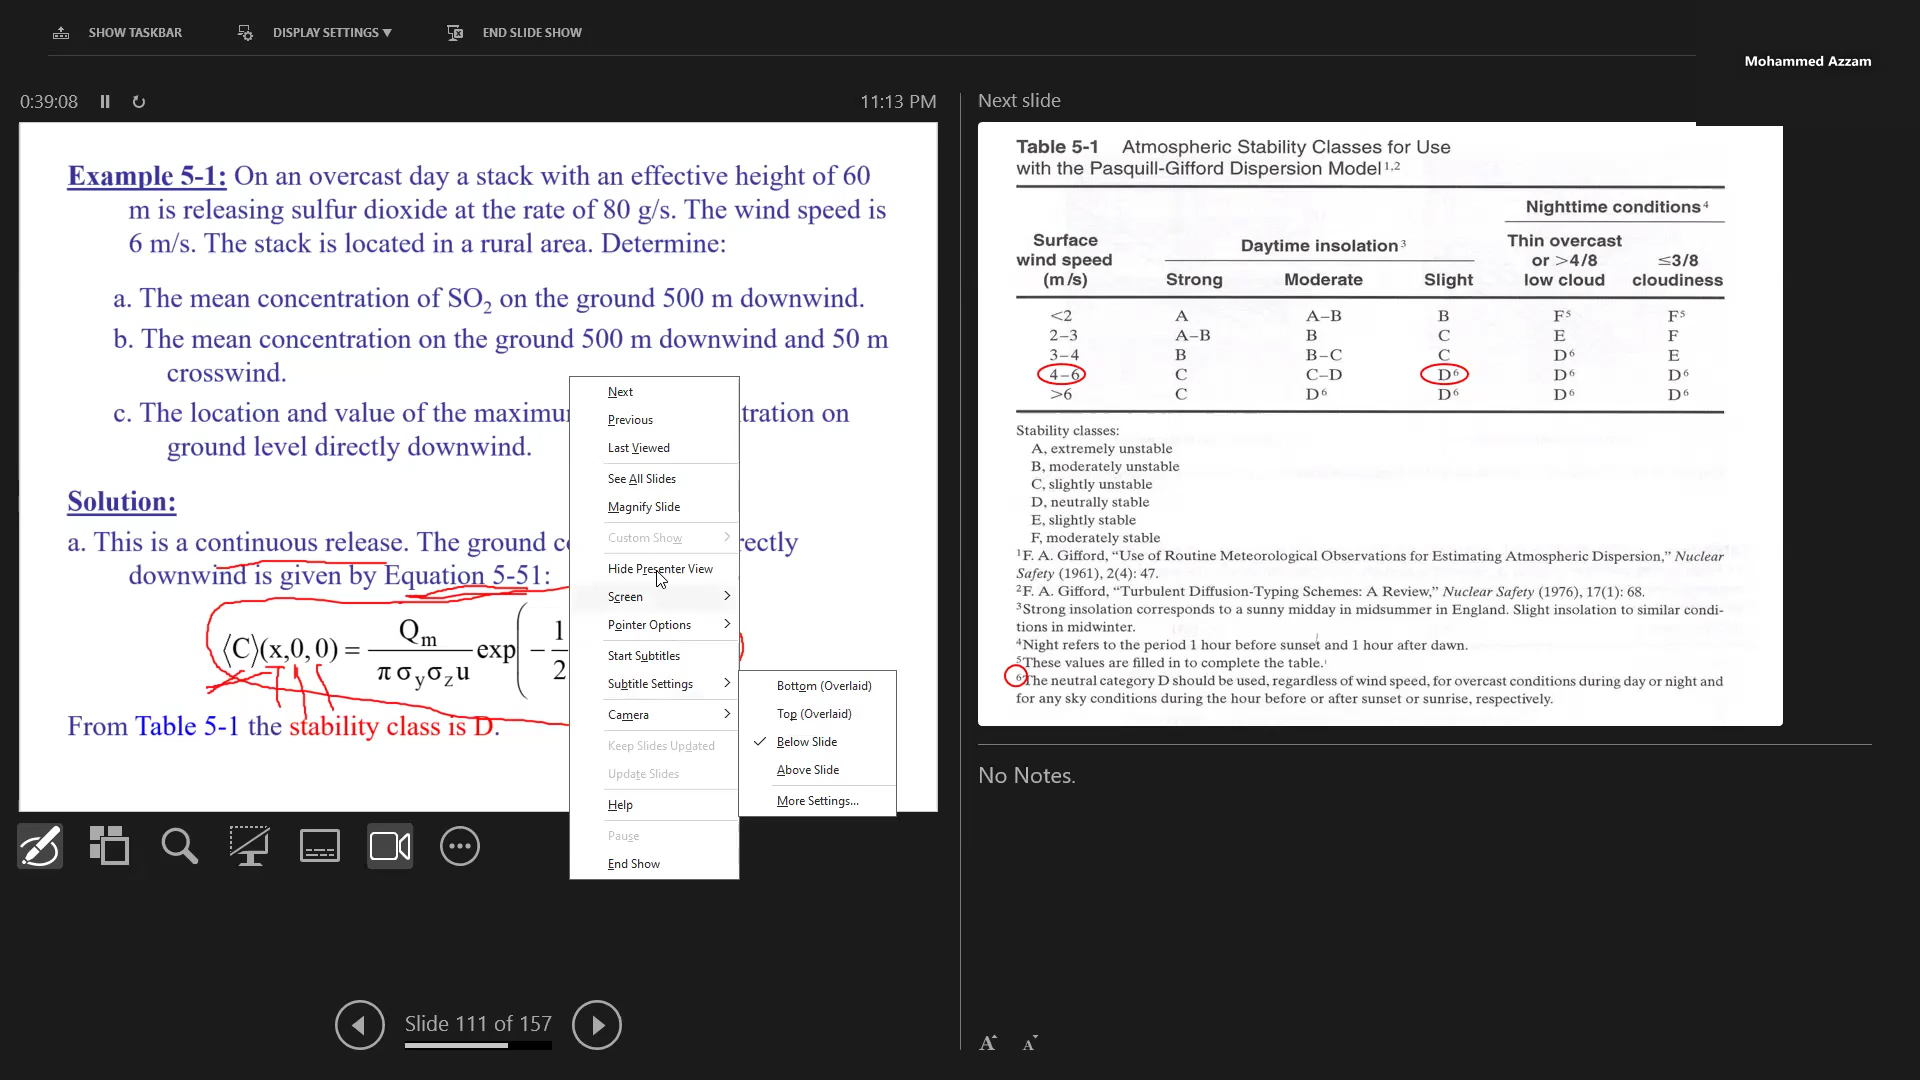 SHOW TASKBAR
DISPLAY SETTINGS ▼
END SLIDE SHOW
Mohammed Azzam
0:39:08
11:13 PM
Example 5-1: On an overcast day a stack with an effective height of 60
m is releasing sulfur dioxide at the rate of 80 g/s. The wind speed is
6 m/s. The stack is located in a rural area. Determine:
a. The mean concentration of SO₂ on the ground 500 m downwind.
b. The mean concentration on the ground 500 m downwind and 50 m
crosswind.
c. The location and value of the maximu tration on
ground level directly downwind.
Solution:
a. This is a continuous release. The ground c rectly
downwind is given by Equation 5-51:
⟨C⟩(x,0,0) = Qm / π σy σz u exp( − 1/2
From Table 5-1 the stability class is D.
Next
Previous
Last Viewed
See All Slides
Magnify Slide
Custom Show
Hide Presenter View
Screen
Pointer Options
Start Subtitles
Subtitle Settings
Camera
Keep Slides Updated
Update Slides
Help
Pause
End Show
Bottom (Overlaid)
Top (Overlaid)
Below Slide
Above Slide
More Settings...
Slide 111 of 157
Next slide
Table 5-1 Atmospheric Stability Classes for Use
with the Pasquill-Gifford Dispersion Model¹,²
Nighttime conditions⁴
Surface wind speed (m/s)
Daytime insolation³
Thin overcast or >4/8 low cloud
≤3/8 cloudiness
Strong Moderate Slight
<2 A A–B B F⁵ F⁵
2–3 A–B B C E F
3–4 B B–C C D⁶ E
4–6 C C–D D⁶ D⁶ D⁶
>6 C D⁶ D⁶ D⁶ D⁶
Stability classes:
A, extremely unstable
B, moderately unstable
C, slightly unstable
D, neutrally stable
E, slightly stable
F, moderately stable
¹F. A. Gifford, “Use of Routine Meteorological Observations for Estimating Atmospheric Dispersion,” Nuclear
Safety (1961), 2(4): 47.
²F. A. Gifford, “Turbulent Diffusion-Typing Schemes: A Review,” Nuclear Safety (1976), 17(1): 68.
³Strong insolation corresponds to a sunny midday in midsummer in England. Slight insolation to similar condi-
tions in midwinter.
⁴Night refers to the period 1 hour before sunset and 1 hour after dawn.
⁵These values are filled in to complete the table.
⁶The neutral category D should be used, regardless of wind speed, for overcast conditions during day or night and
for any sky conditions during the hour before or after sunset or sunrise, respectively.
No Notes.
A A